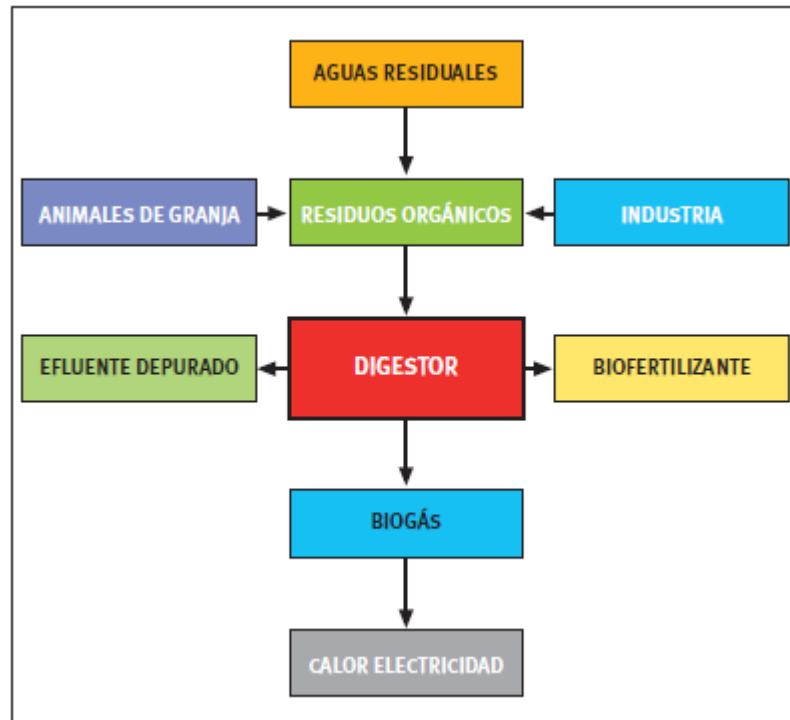 AGUAS RESIDUALES
ANIMALES DE GRANJA
RESIDUOS ORGÁNICOS
INDUSTRIA
EFLUENTE DEPURADO
DIGESTOR
BIOFERTILIZANTE
BIOGÁS
CALOR ELECTRICIDAD